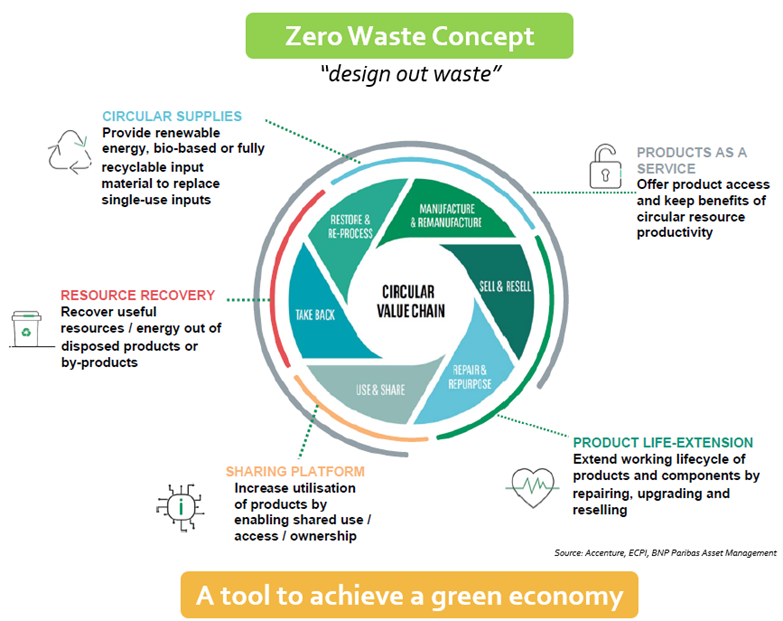 Zero Waste Concept
“design out waste”
CIRCULAR SUPPLIES
Provide renewable
energy, bio-based or fully
recyclable input
material to replace
single-use inputs
PRODUCTS AS A
SERVICE
Offer product access
and keep benefits of
circular resource
productivity
RESTORE &
RE-PROCESS
MANUFACTURE
& REMANUFACTURE
SELL & RESELL
REPAIR &
REPURPOSE
USE & SHARE
TAKE BACK
CIRCULAR
VALUE CHAIN
RESOURCE RECOVERY
Recover useful
resources / energy out of
disposed products or
by-products
SHARING PLATFORM
Increase utilisation
of products by
enabling shared use /
access / ownership
i
PRODUCT LIFE-EXTENSION
Extend working lifecycle of
products and components by
repairing, upgrading and
reselling
Source: Accenture, ECPI, BNP Paribas Asset Management
A tool to achieve a green economy